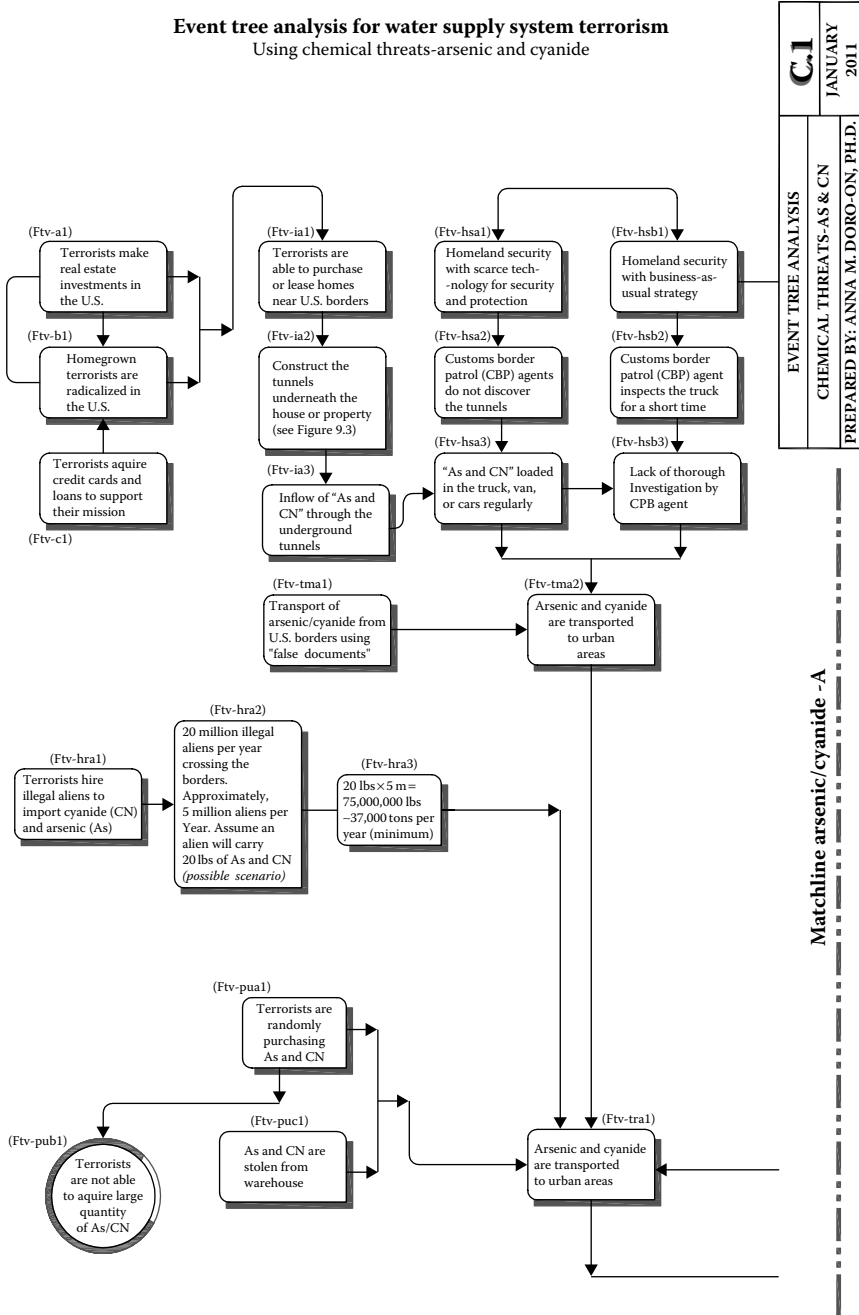 Event tree analysis for water supply system terrorism
Using chemical threats-arsenic and cyanide
C.1
JANUARY
2011
EVENT TREE ANALYSIS
CHEMICAL THREATS-AS & CN
PREPARED BY: ANNA M. DORO-ON, PH.D.
(Ftv-a1)
Terrorists make
real estate
investments in
the U.S.
(Ftv-b1)
Homegrown
terrorists are
radicalized in
the U.S.
Terrorists aquire
credit cards and
loans to support
their mission
(Ftv-c1)
(Ftv-ia1)
Terrorists are
able to purchase
or lease homes
near U.S. borders
(Ftv-ia2)
Construct the
tunnels
underneath the
house or property
(see Figure 9.3)
(Ftv-ia3)
Inflow of “As and
CN” through the
underground
tunnels
(Ftv-hsa1)
Homeland security
with scarce tech-
-nology for security
and protection
(Ftv-hsa2)
Customs border
patrol (CBP) agents
do not discover
the tunnels
(Ftv-hsa3)
“As and CN” loaded
in the truck, van,
or cars regularly
(Ftv-hsb1)
Homeland security
with business-as-
usual strategy
(Ftv-hsb2)
Customs border
patrol (CBP) agent
inspects the truck
for a short time
(Ftv-hsb3)
Lack of thorough
Investigation by
CPB agent
(Ftv-tma1)
Transport of
arsenic/cyanide from
U.S. borders using
"false documents"
(Ftv-tma2)
Arsenic and cyanide
are transported
to urban
areas
(Ftv-hra1)
Terrorists hire
illegal aliens to
import cyanide (CN)
and arsenic (As)
(Ftv-hra2)
20 million illegal
aliens per year
crossing the
borders.
Approximately,
5 million aliens per
Year. Assume an
alien will carry
20 lbs of As and CN
(possible scenario)
(Ftv-hra3)
20 lbs×5 m=
75,000,000 lbs
~37,000 tons per
year (minimum)
Matchline arsenic/cyanide -A
(Ftv-pua1)
Terrorists are
randomly
purchasing
As and CN
(Ftv-pub1)
Terrorists
are not able
to aquire large
quantity
of As/CN
(Ftv-puc1)
As and CN are
stolen from
warehouse
(Ftv-tra1)
Arsenic and cyanide
are transported
to urban areas